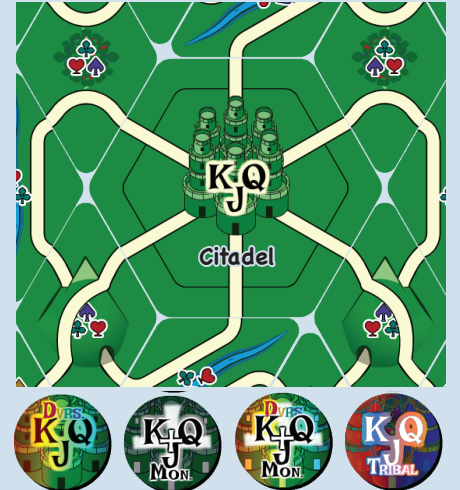 K Q
J
Citadel
DVRS.
K Q
J
K Q
J
MON.
DVRS.
K Q
J
MON.
K Q
J
TRIBAL